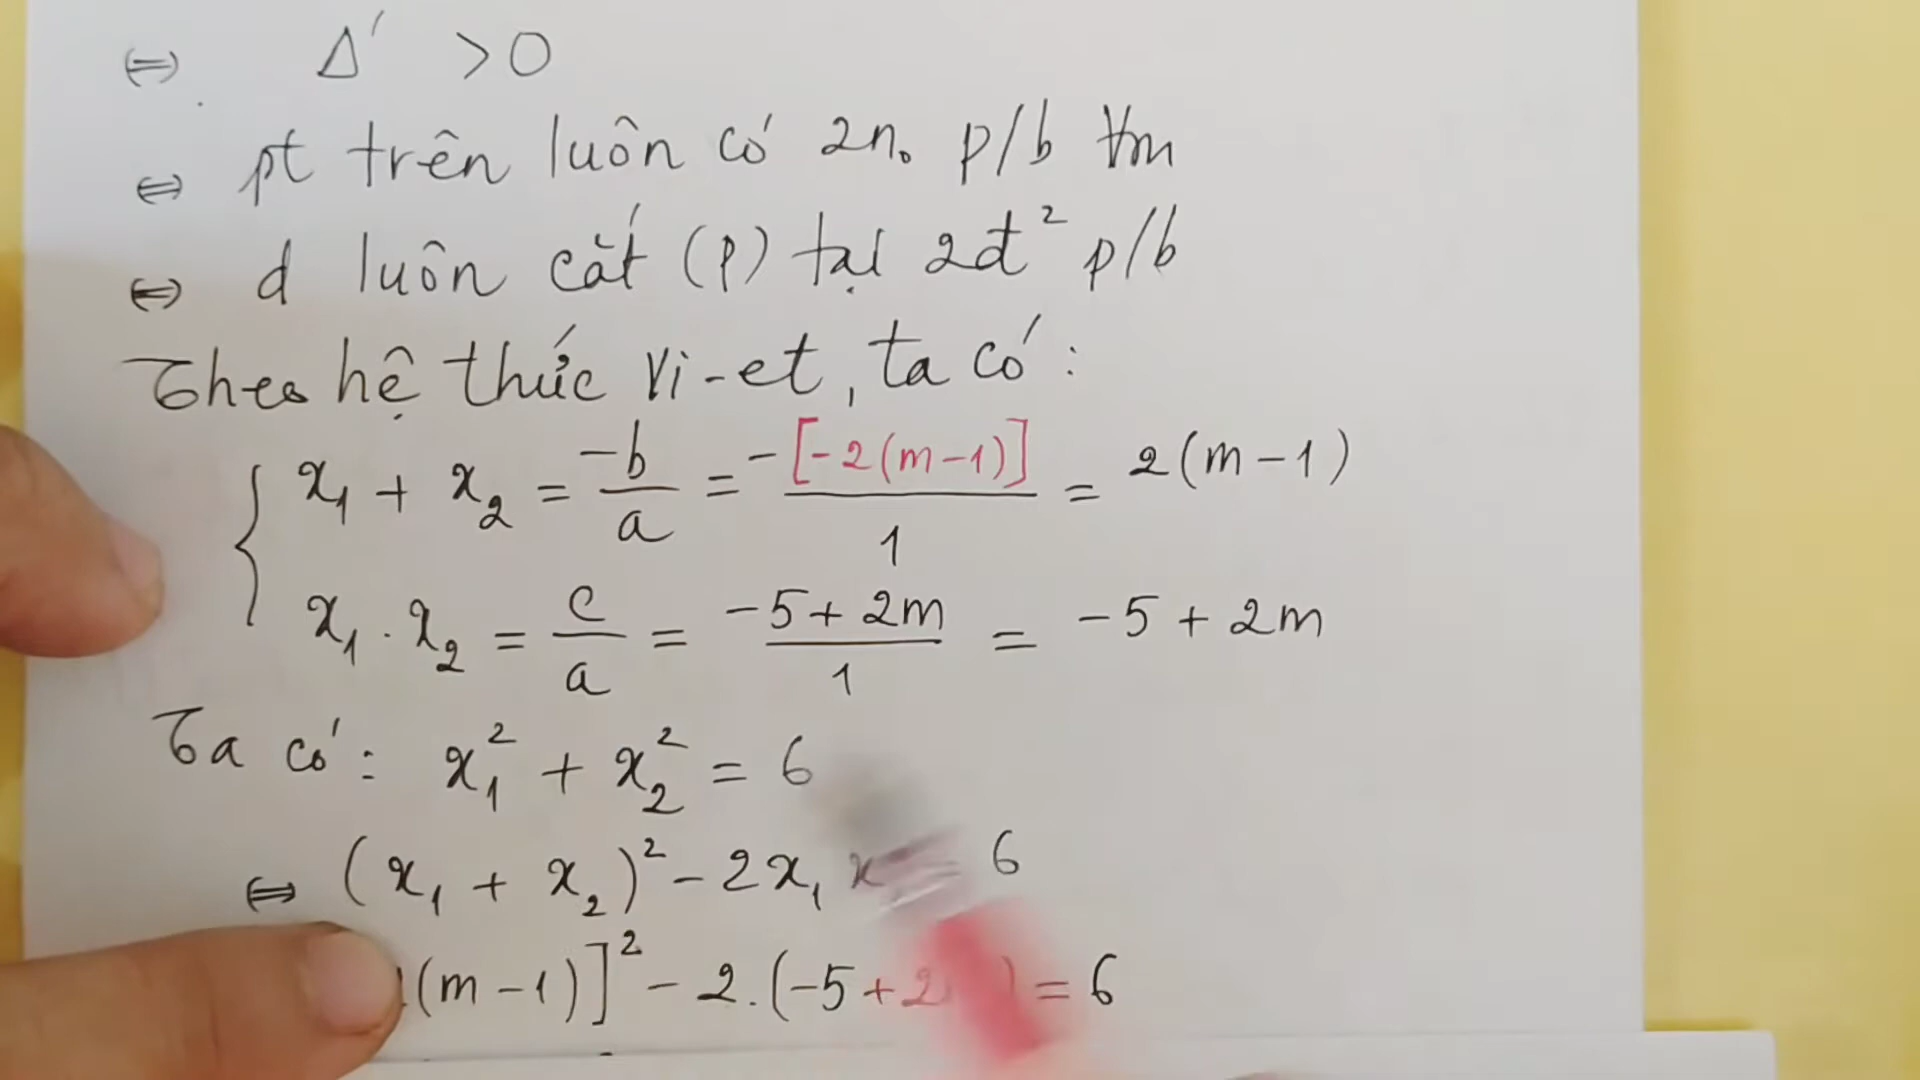 ⇔ Δ' > 0
⇔ pt trên luôn có 2n₀ p/b ∀m
⇔ d luôn cắt (P) tại 2đ² p/b
Theo hệ thức Vi-et, ta có:
{ x₁ + x₂ = -b/a = -[-2(m-1)]/1 = 2(m-1)
x₁ . x₂ = c/a = (-5+2m)/1 = -5 + 2m
Ta có: x₁² + x₂² = 6
⇔ (x₁ + x₂)² - 2x₁x = 6
(m-1)]² - 2.(-5+2 ) = 6